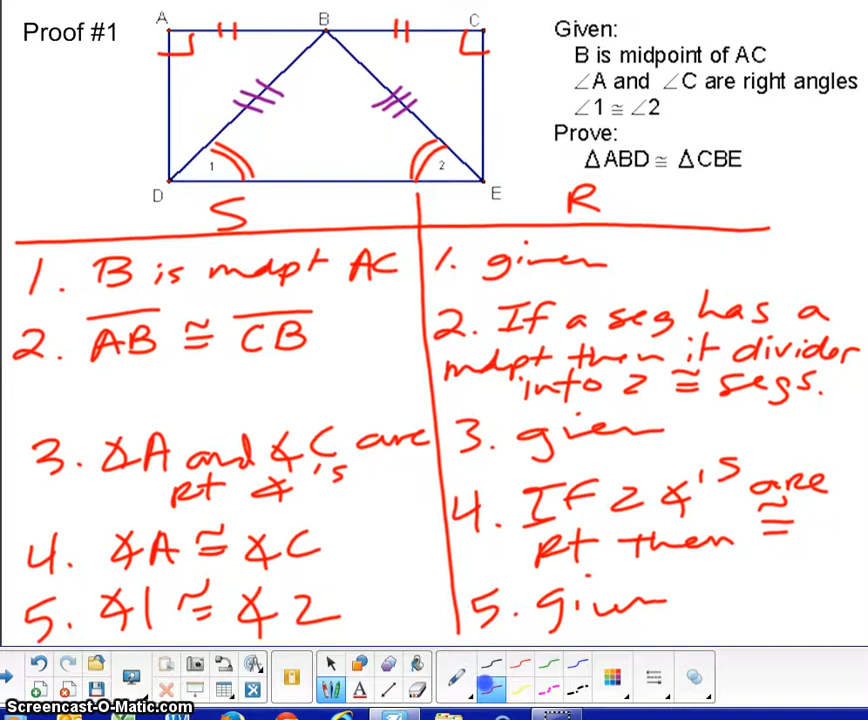 Proof #1
A
B
C
Given:
B is midpoint of AC
∠A and ∠C are right angles
∠1 ≅ ∠2
Prove:
ΔABD ≅ ΔCBE
1
2
D
E
S
R
1. B is mdpt AC
1. given
2. AB ≅ CB
2. If a seg has a
mdpt then it divider
into 2 ≅ segs.
3. ∡A and ∡C are
Rt ∡'s
3. given
4. ∡A ≅ ∡C
4. If 2 ∡'s are
Rt then ≅
5. ∡1 ≅ ∡2
5. given
A
Screencast-O-Matic.com